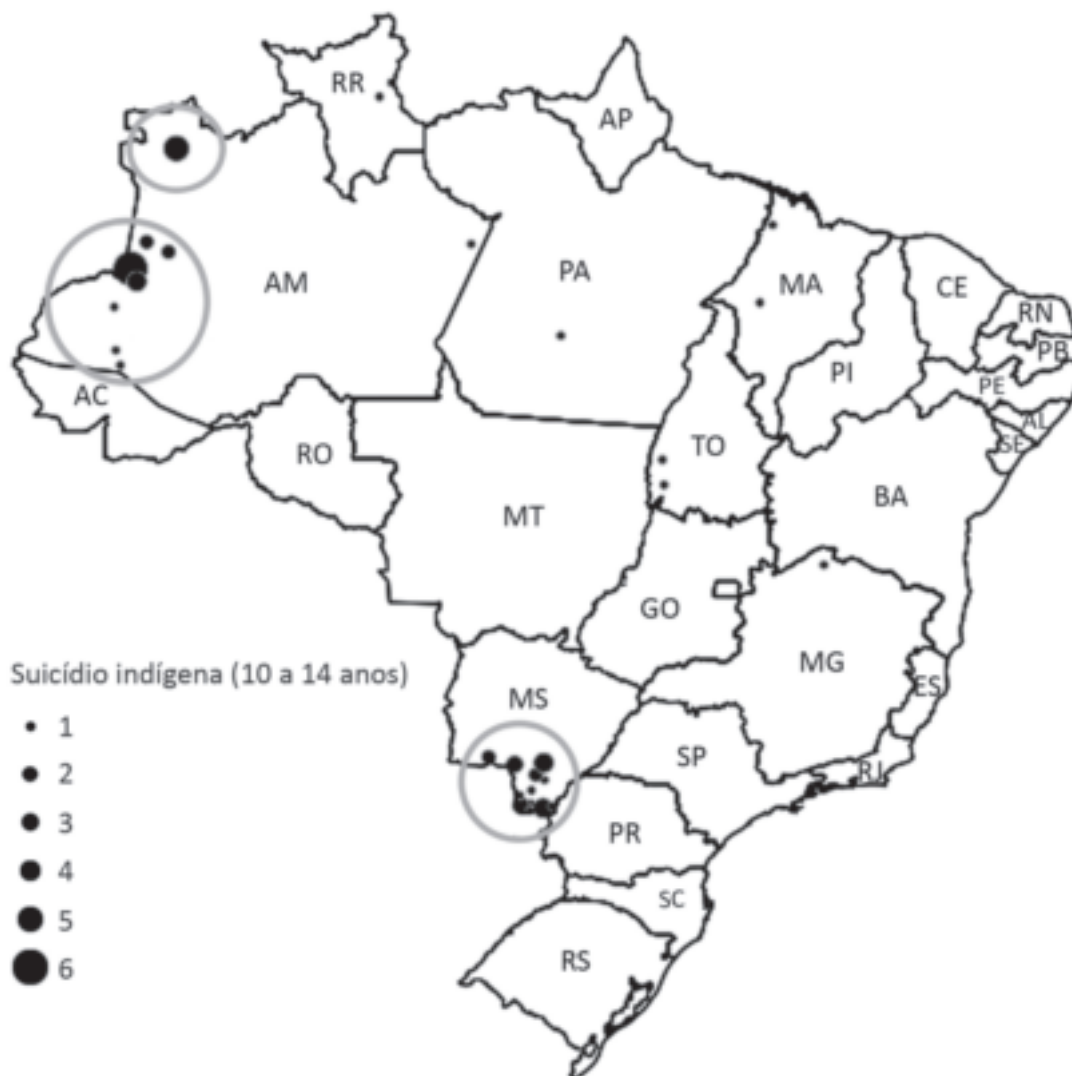 RR
AP
AM
PA
MA
CE
RN
PB
PI
PE
AL
SE
AC
TO
RO
BA
MT
GO
MG
ES
MS
SP
RJ
PR
SC
RS
Suicídio indígena (10 a 14 anos)
1
2
3
4
5
6